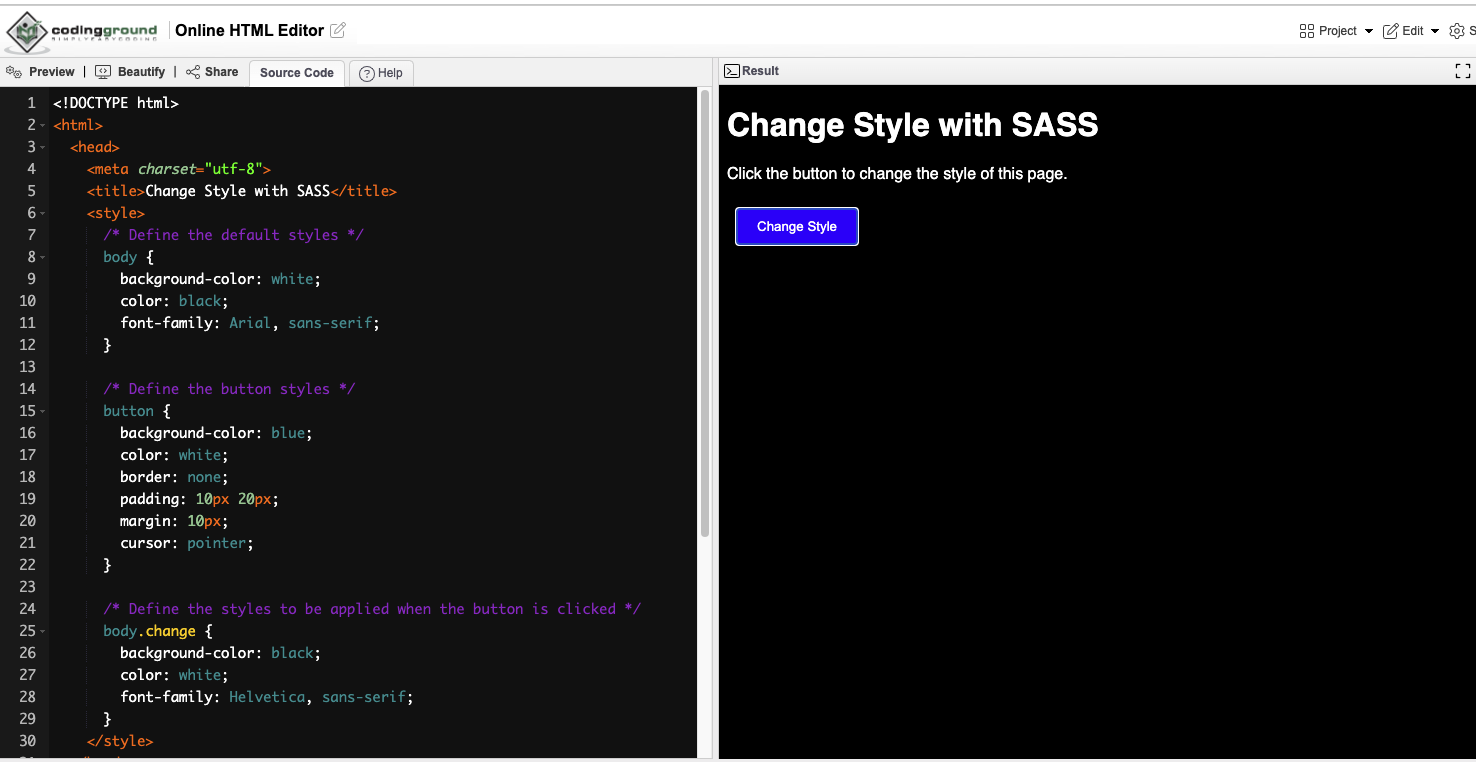 codingground
SIMPLYEASYCODING
Online HTML Editor
Project
Edit
S
Preview | Beautify | Share
Source Code
Help
Result
1 <!DOCTYPE html>
2 <html>
3 <head>
4 <meta charset="utf-8">
5 <title>Change Style with SASS</title>
6 <style>
7 /* Define the default styles */
8 body {
9 background-color: white;
10 color: black;
11 font-family: Arial, sans-serif;
12 }
13
14 /* Define the button styles */
15 button {
16 background-color: blue;
17 color: white;
18 border: none;
19 padding: 10px 20px;
20 margin: 10px;
21 cursor: pointer;
22 }
23
24 /* Define the styles to be applied when the button is clicked */
25 body.change {
26 background-color: black;
27 color: white;
28 font-family: Helvetica, sans-serif;
29 }
30 </style>
Change Style with SASS
Click the button to change the style of this page.
Change Style